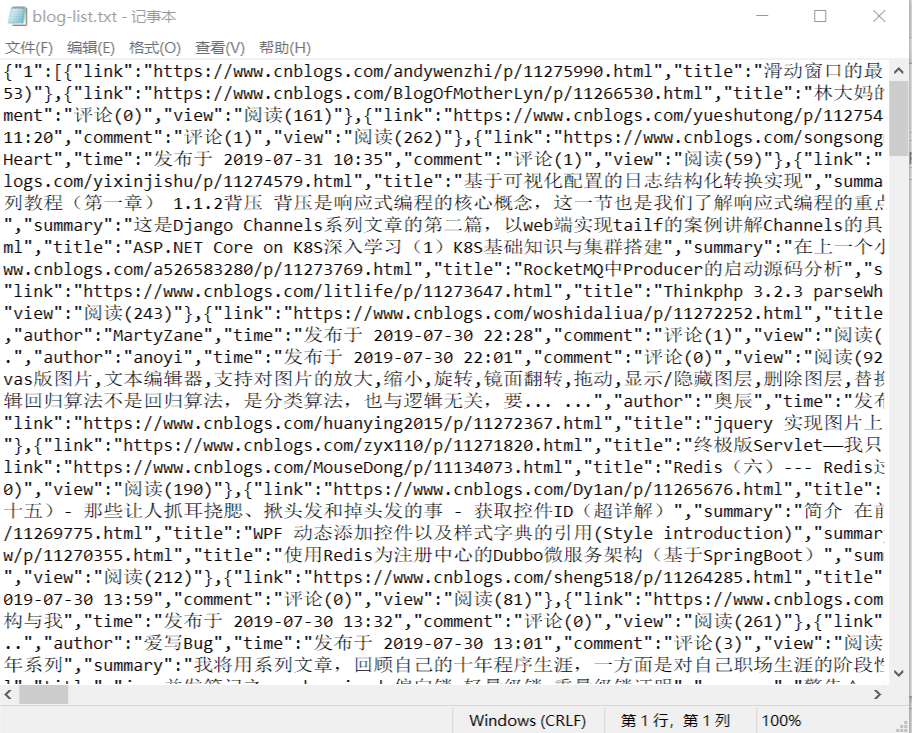 blog-list.txt - 记事本
文件(F) 编辑(E) 格式(O) 查看(V) 帮助(H)
{"1":[{"link":"https://www.cnblogs.com/andywenzhi/p/11275990.html","title":"滑动窗口的最
53)"},{"link":"https://www.cnblogs.com/BlogOfMotherLyn/p/11266530.html","title":"林大妈的
ment":"评论(0)","view":"阅读(161)"},{"link":"https://www.cnblogs.com/yueshutong/p/112754
11:20","comment":"评论(1)","view":"阅读(262)"},{"link":"https://www.cnblogs.com/songsong
Heart","time":"发布于 2019-07-31 10:35","comment":"评论(1)","view":"阅读(59)"},{"link":"
logs.com/yixinjishu/p/11274579.html","title":"基于可视化配置的日志结构化转换实现","summa
列教程（第一章） 1.1.2背压 背压是响应式编程的核心概念，这一节也是我们了解响应式编程的重点
","summary":"这是Django Channels系列文章的第二篇，以web端实现tailf的案例讲解Channels的具
ml","title":"ASP.NET Core on K8S深入学习（1）K8S基础知识与集群搭建","summary":"在上一个小
ww.cnblogs.com/a526583280/p/11273769.html","title":"RocketMQ中Producer的启动源码分析","s
"link":"https://www.cnblogs.com/litlife/p/11273647.html","title":"Thinkphp 3.2.3 parseWh
"view":"阅读(243)"},{"link":"https://www.cnblogs.com/woshidaliua/p/11272252.html","title
,"author":"MartyZane","time":"发布于 2019-07-30 22:28","comment":"评论(1)","view":"阅读(
.","author":"anoyi","time":"发布于 2019-07-30 22:01","comment":"评论(0)","view":"阅读(92
vas版图片,文本编辑器,支持对图片的放大,缩小,旋转,镜面翻转,拖动,显示/隐藏图层,删除图层,替换
辑回归算法不是回归算法，是分类算法，也与逻辑无关，要... ...","author":"奥辰","time":"发布
"link":"https://www.cnblogs.com/huanying2015/p/11272367.html","title":"jquery 实现图片上
"},{"link":"https://www.cnblogs.com/zyx110/p/11271820.html","title":"终极版Servlet——我只
link":"https://www.cnblogs.com/MouseDong/p/11134073.html","title":"Redis（六）--- Redis过
0)","view":"阅读(190)"},{"link":"https://www.cnblogs.com/Dy1an/p/11265676.html","title":
十五）- 那些让人抓耳挠腮、揪头发和掉头发的事 - 获取控件ID（超详解）","summary":"简介 在前
/11269775.html","title":"WPF 动态添加控件以及样式字典的引用(Style introduction)","summar
w/p/11270355.html","title":"使用Redis为注册中心的Dubbo微服务架构（基于SpringBoot）","sum
","view":"阅读(212)"},{"link":"https://www.cnblogs.com/sheng518/p/11264285.html","title"
019-07-30 13:59","comment":"评论(0)","view":"阅读(81)"},{"link":"https://www.cnblogs.com
构与我","time":"发布于 2019-07-30 13:32","comment":"评论(0)","view":"阅读(261)"},{"link"
..","author":"爱写Bug","time":"发布于 2019-07-30 13:01","comment":"评论(3)","view":"阅读
年系列","summary":"我将用系列文章，回顾自己的十年程序生涯，一方面是对自己职场生涯的阶段性
Windows (CRLF) 第 1 行，第 1 列 100%